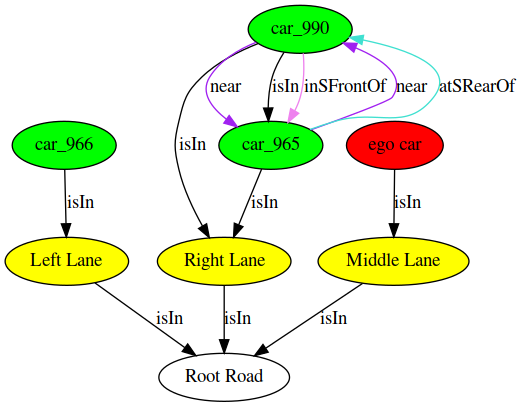 car_990
near isIn inSFrontOf near atSRearOf
isIn
car_966 car_965 ego car
isIn isIn isIn
Left Lane Right Lane Middle Lane
isIn isIn isIn
Root Road